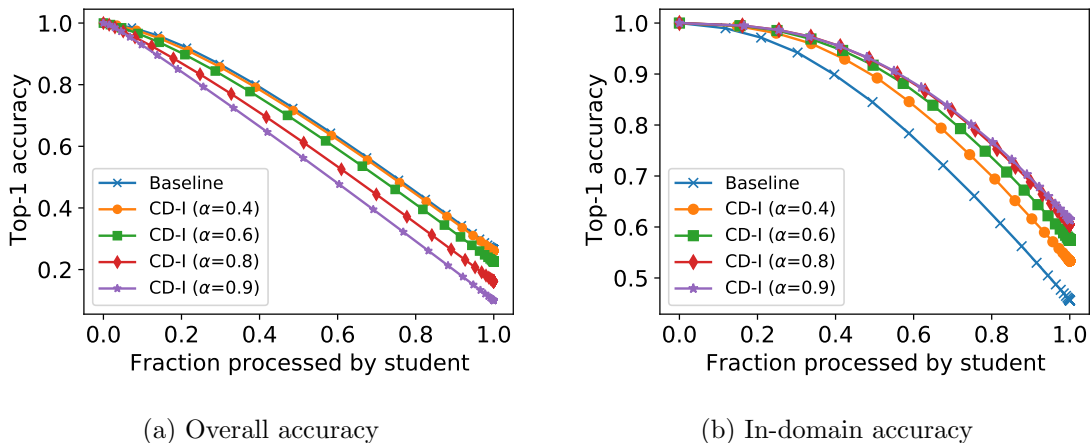 1.0
0.8
0.6
0.4
0.2
Top-1 accuracy
Baseline
CD-I (α=0.4)
CD-I (α=0.6)
CD-I (α=0.8)
CD-I (α=0.9)
0.0 0.2 0.4 0.6 0.8 1.0
Fraction processed by student
(a) Overall accuracy
1.0
0.9
0.8
0.7
0.6
0.5
Top-1 accuracy
Baseline
CD-I (α=0.4)
CD-I (α=0.6)
CD-I (α=0.8)
CD-I (α=0.9)
0.0 0.2 0.4 0.6 0.8 1.0
Fraction processed by student
(b) In-domain accuracy